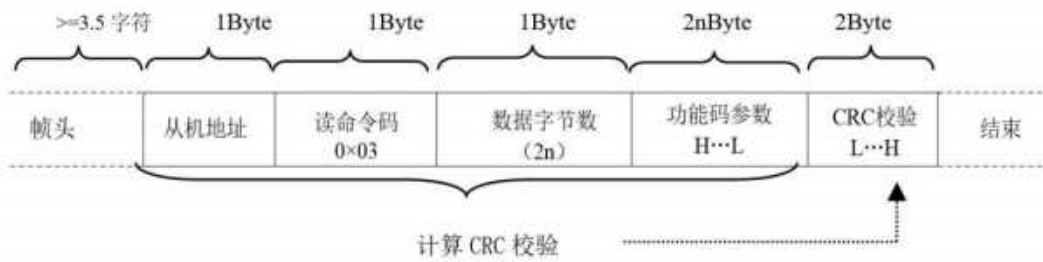 >=3.5 字符 1Byte 1Byte 1Byte 2nByte 2Byte
帧头 从机地址 读命令码 数据字节数 功能码参数 CRC校验 结束
0×03 （2n） H…L L…H
计算 CRC 校验